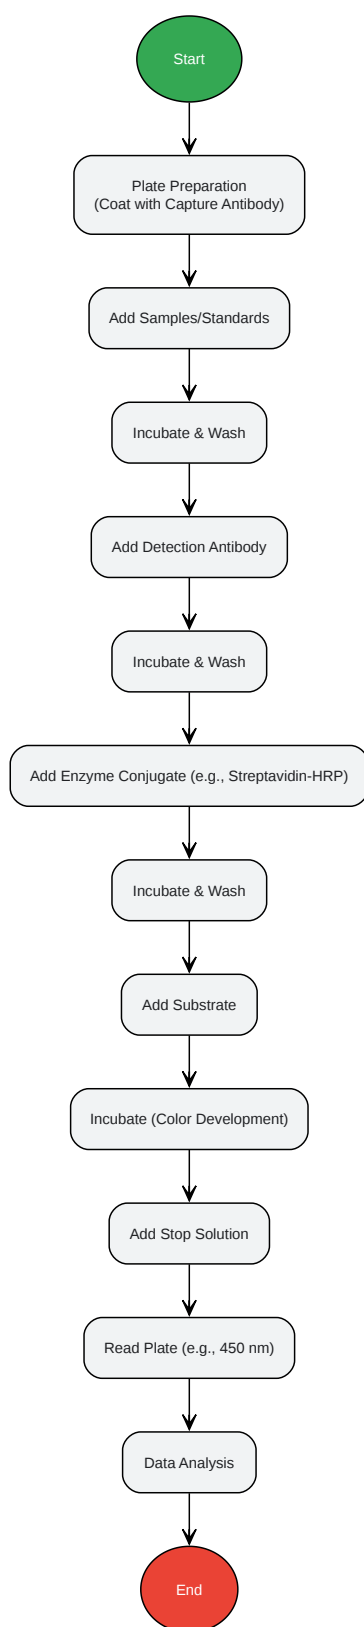 Start
Plate Preparation
(Coat with Capture Antibody)
Add Samples/Standards
Incubate & Wash
Add Detection Antibody
Incubate & Wash
Add Enzyme Conjugate (e.g., Streptavidin-HRP)
Incubate & Wash
Add Substrate
Incubate (Color Development)
Add Stop Solution
Read Plate (e.g., 450 nm)
Data Analysis
End